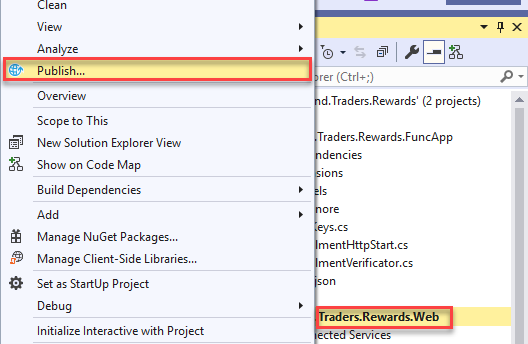 Clean
View
Analyze
Publish...
Overview
Scope to This
New Solution Explorer View
Show on Code Map
Build Dependencies
Add
Manage NuGet Packages...
Manage Client-Side Libraries...
Set as StartUp Project
Debug
Initialize Interactive with Project
orer (Ctrl+;)
nd.Traders.Rewards' (2 projects)
Traders.Rewards.FuncApp
ndencies
sions
els
nore
Keys.cs
lmentHttpStart.cs
lmentVerificator.cs
json
Traders.Rewards.Web
nected Services